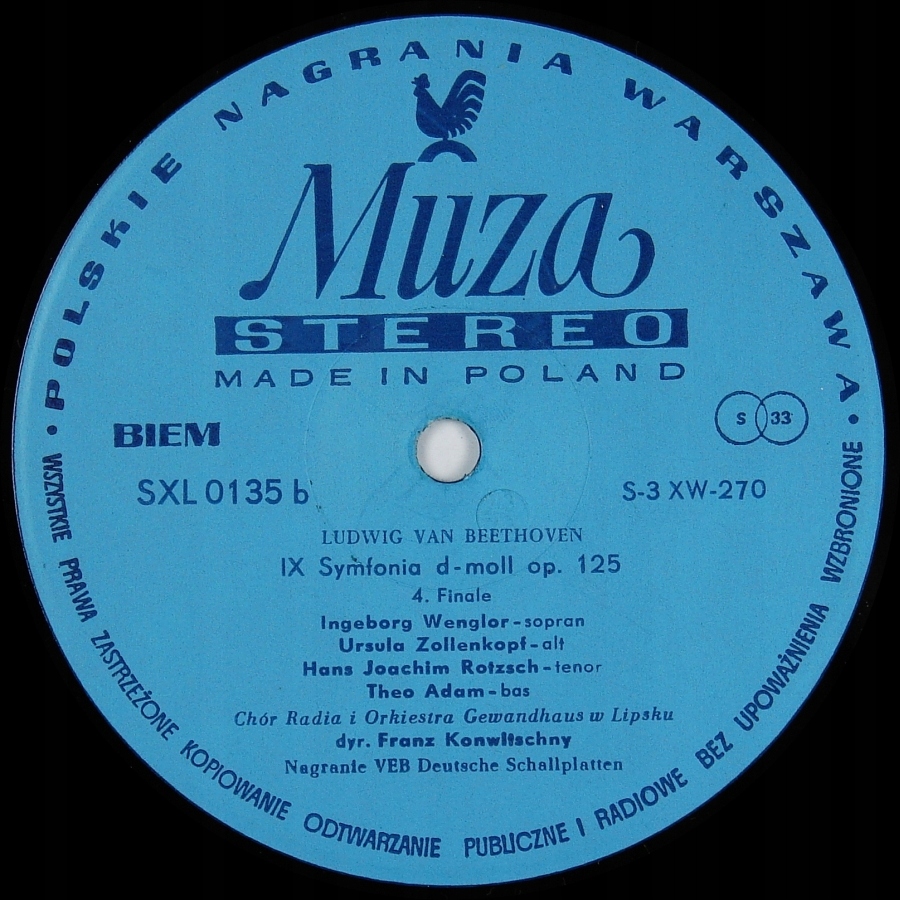 POLSKIE NAGRANIA WARSZAWA
Muza
STEREO
MADE IN POLAND
BIEM
S 33
SXL 0135 b
S-3 XW-270
LUDWIG VAN BEETHOVEN
IX Symfonia d-moll op. 125
4. Finale
Ingeborg Wenglor-sopran
Ursula Zollenkopf-alt
Hans Joachim Rotzsch-tenor
Theo Adam-bas
Chór Radia i Orkiestra Gewandhaus w Lipsku
dyr. Franz Konwitschny
Nagranie VEB Deutsche Schallplatten
WSZYSTKIE PRAWA ZASTRZEŻONE KOPIOWANIE ODTWARZANIE PUBLICZNE I RADIOWE BEZ UPOWAŻNIENIA WZBRONIONE